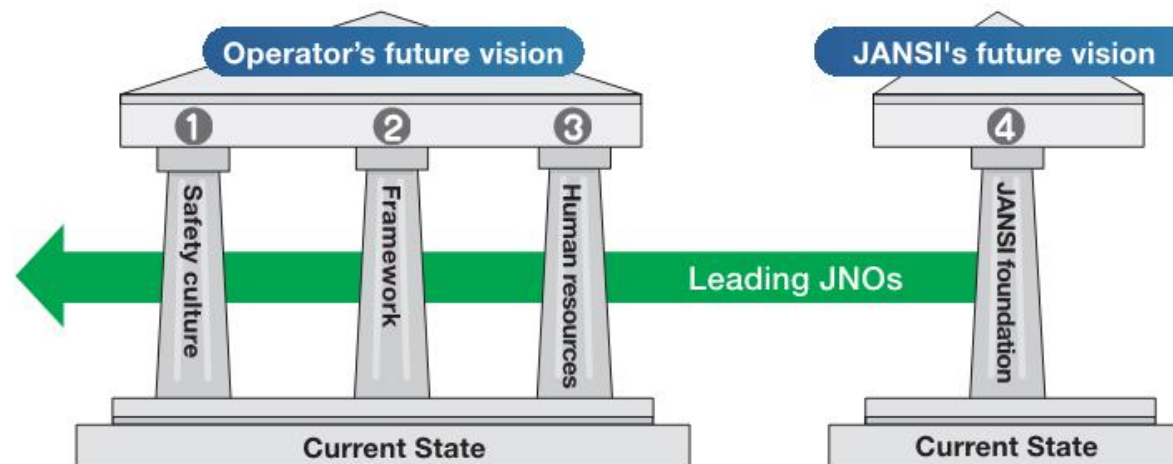 Operator's future vision
JANSI's future vision
1
2
3
4
Safety culture
Framework
Human resources
JANSI foundation
Leading JNOs
Current State
Current State